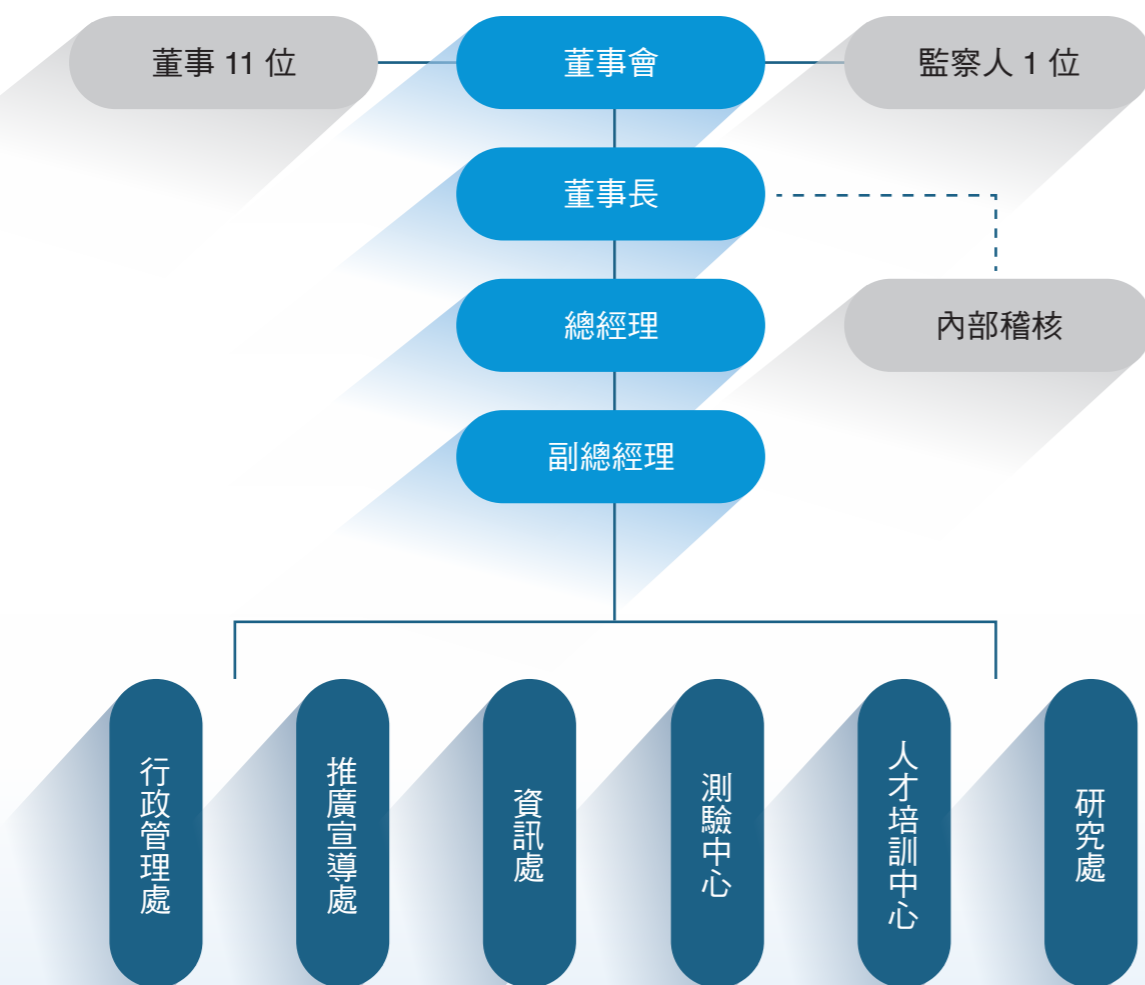 董事 11 位
董事會
監察人 1 位
董事長
總經理
內部稽核
副總經理
行政管理處
推廣宣導處
資訊處
測驗中心
人才培訓中心
研究處